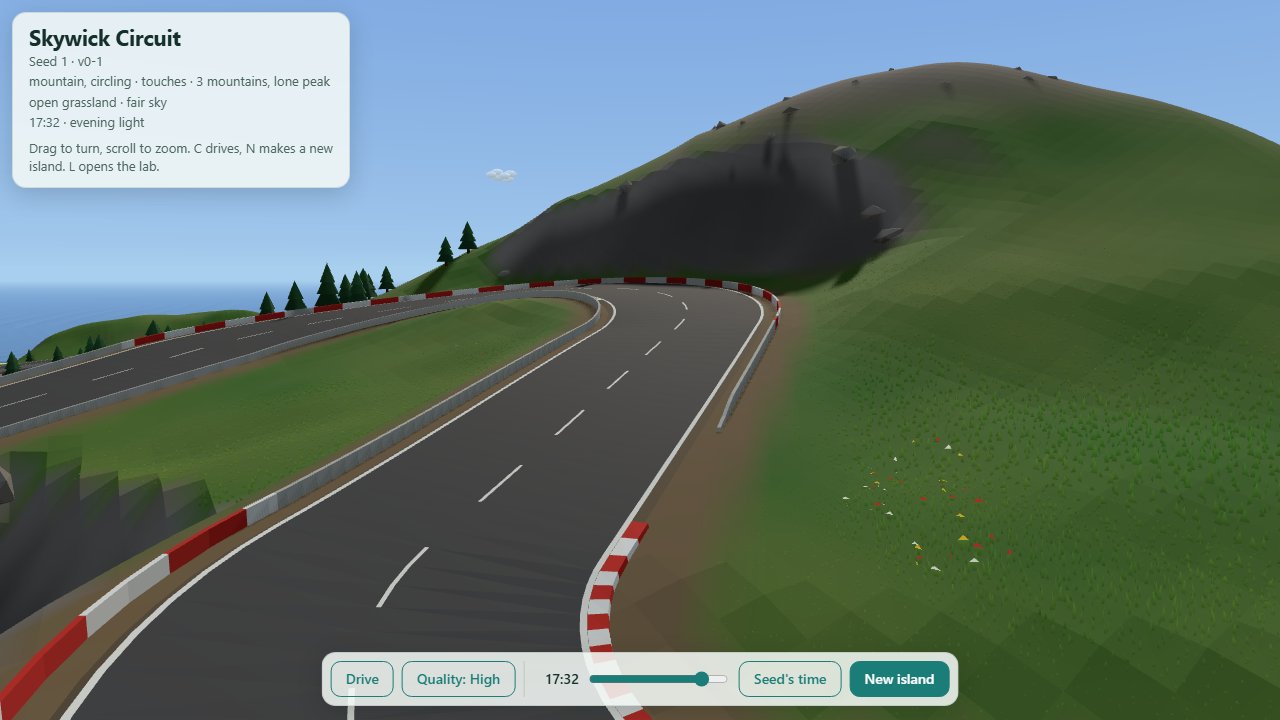 Skywick Circuit
Seed 1 · v0-1
mountain, circling · touches · 3 mountains, lone peak
open grassland · fair sky
17:32 · evening light
Drag to turn, scroll to zoom. C drives, N makes a new
island. L opens the lab.
Drive
Quality: High
17:32
Seed's time
New island